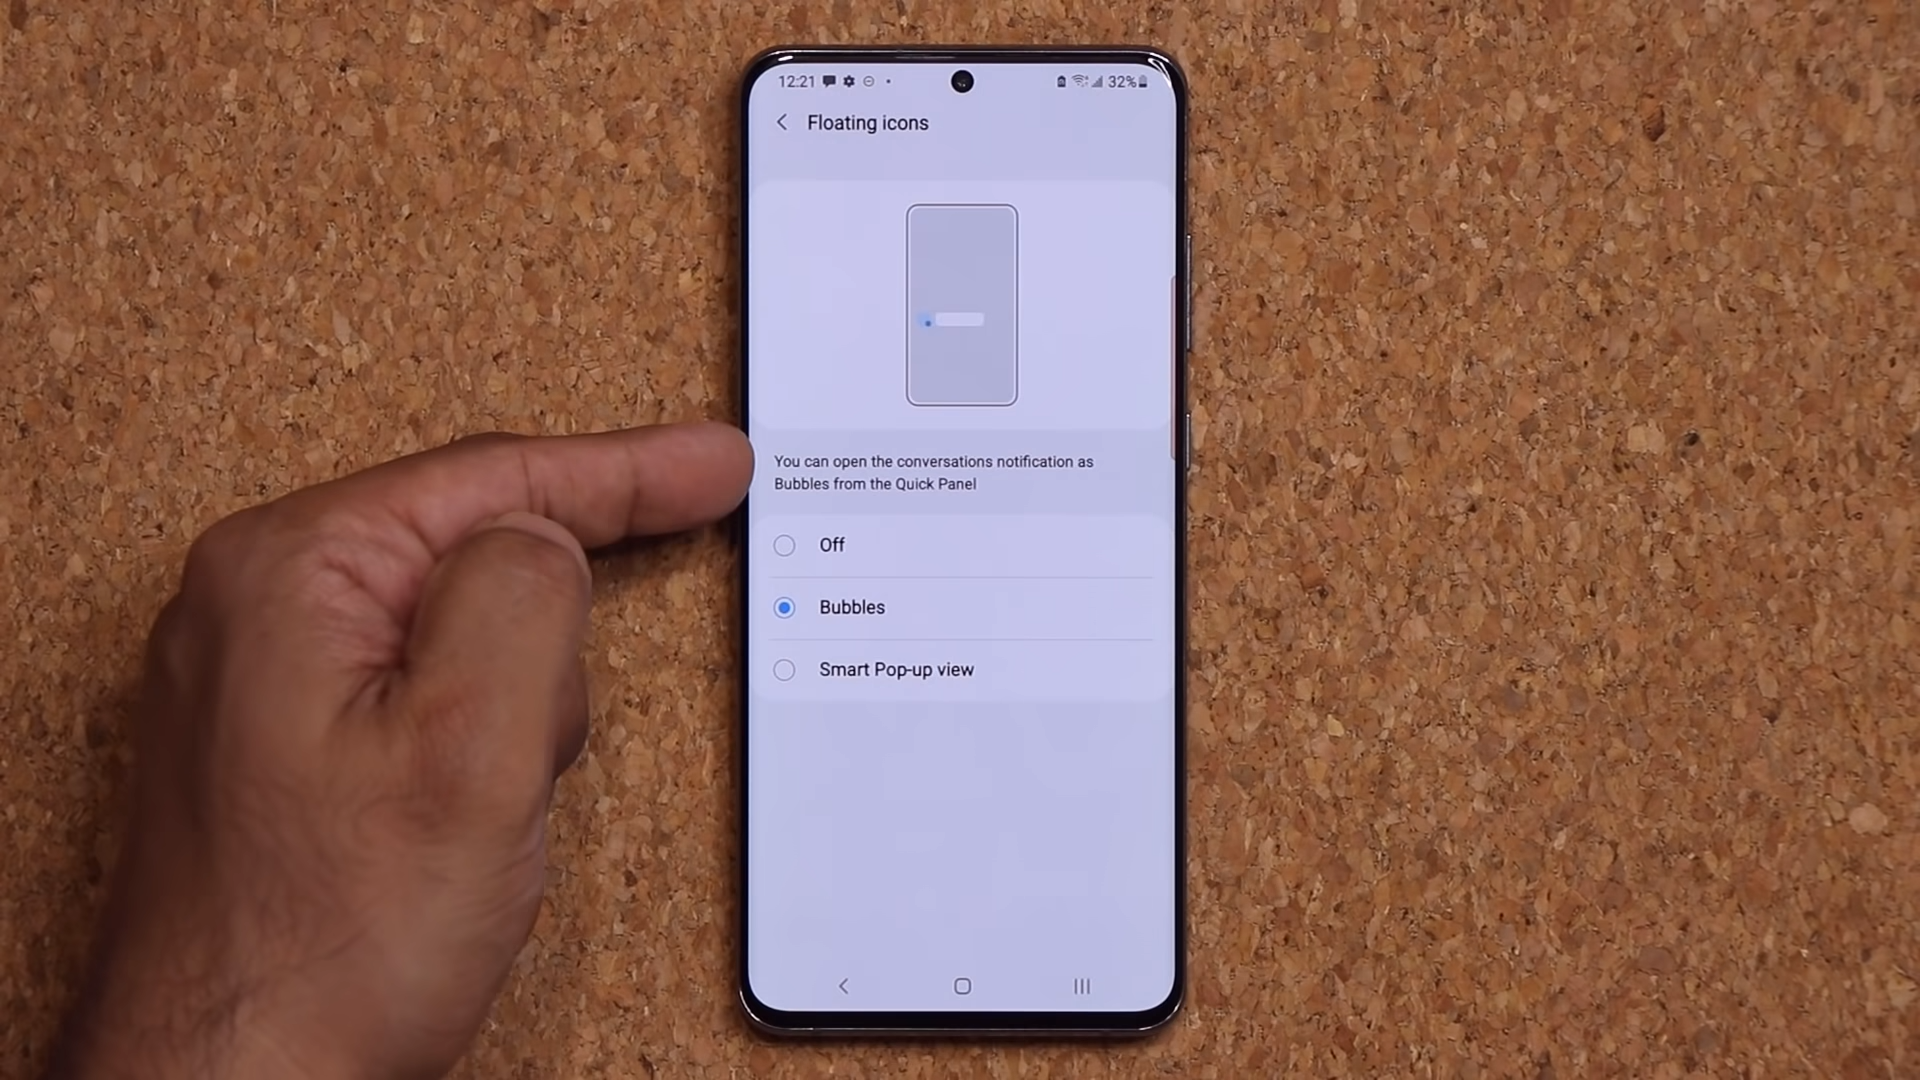 12:21 32%
Floating icons
You can open the conversations notification as
Bubbles from the Quick Panel
Off
Bubbles
Smart Pop-up view